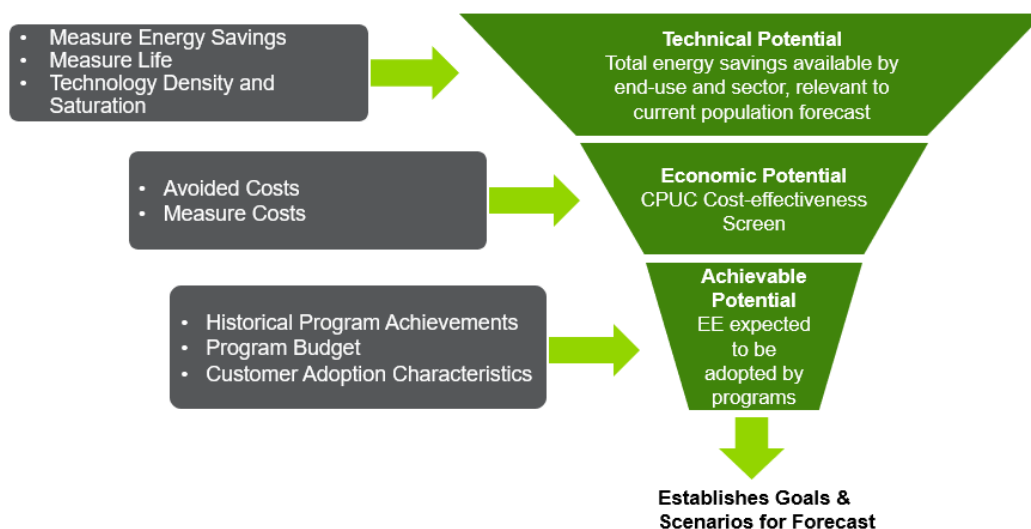 • Measure Energy Savings
• Measure Life
• Technology Density and
Saturation
Technical Potential
Total energy savings available by
end-use and sector, relevant to
current population forecast
• Avoided Costs
• Measure Costs
Economic Potential
CPUC Cost-effectiveness
Screen
• Historical Program Achievements
• Program Budget
• Customer Adoption Characteristics
Achievable
Potential
EE expected
to be
adopted by
programs
Establishes Goals &
Scenarios for Forecast